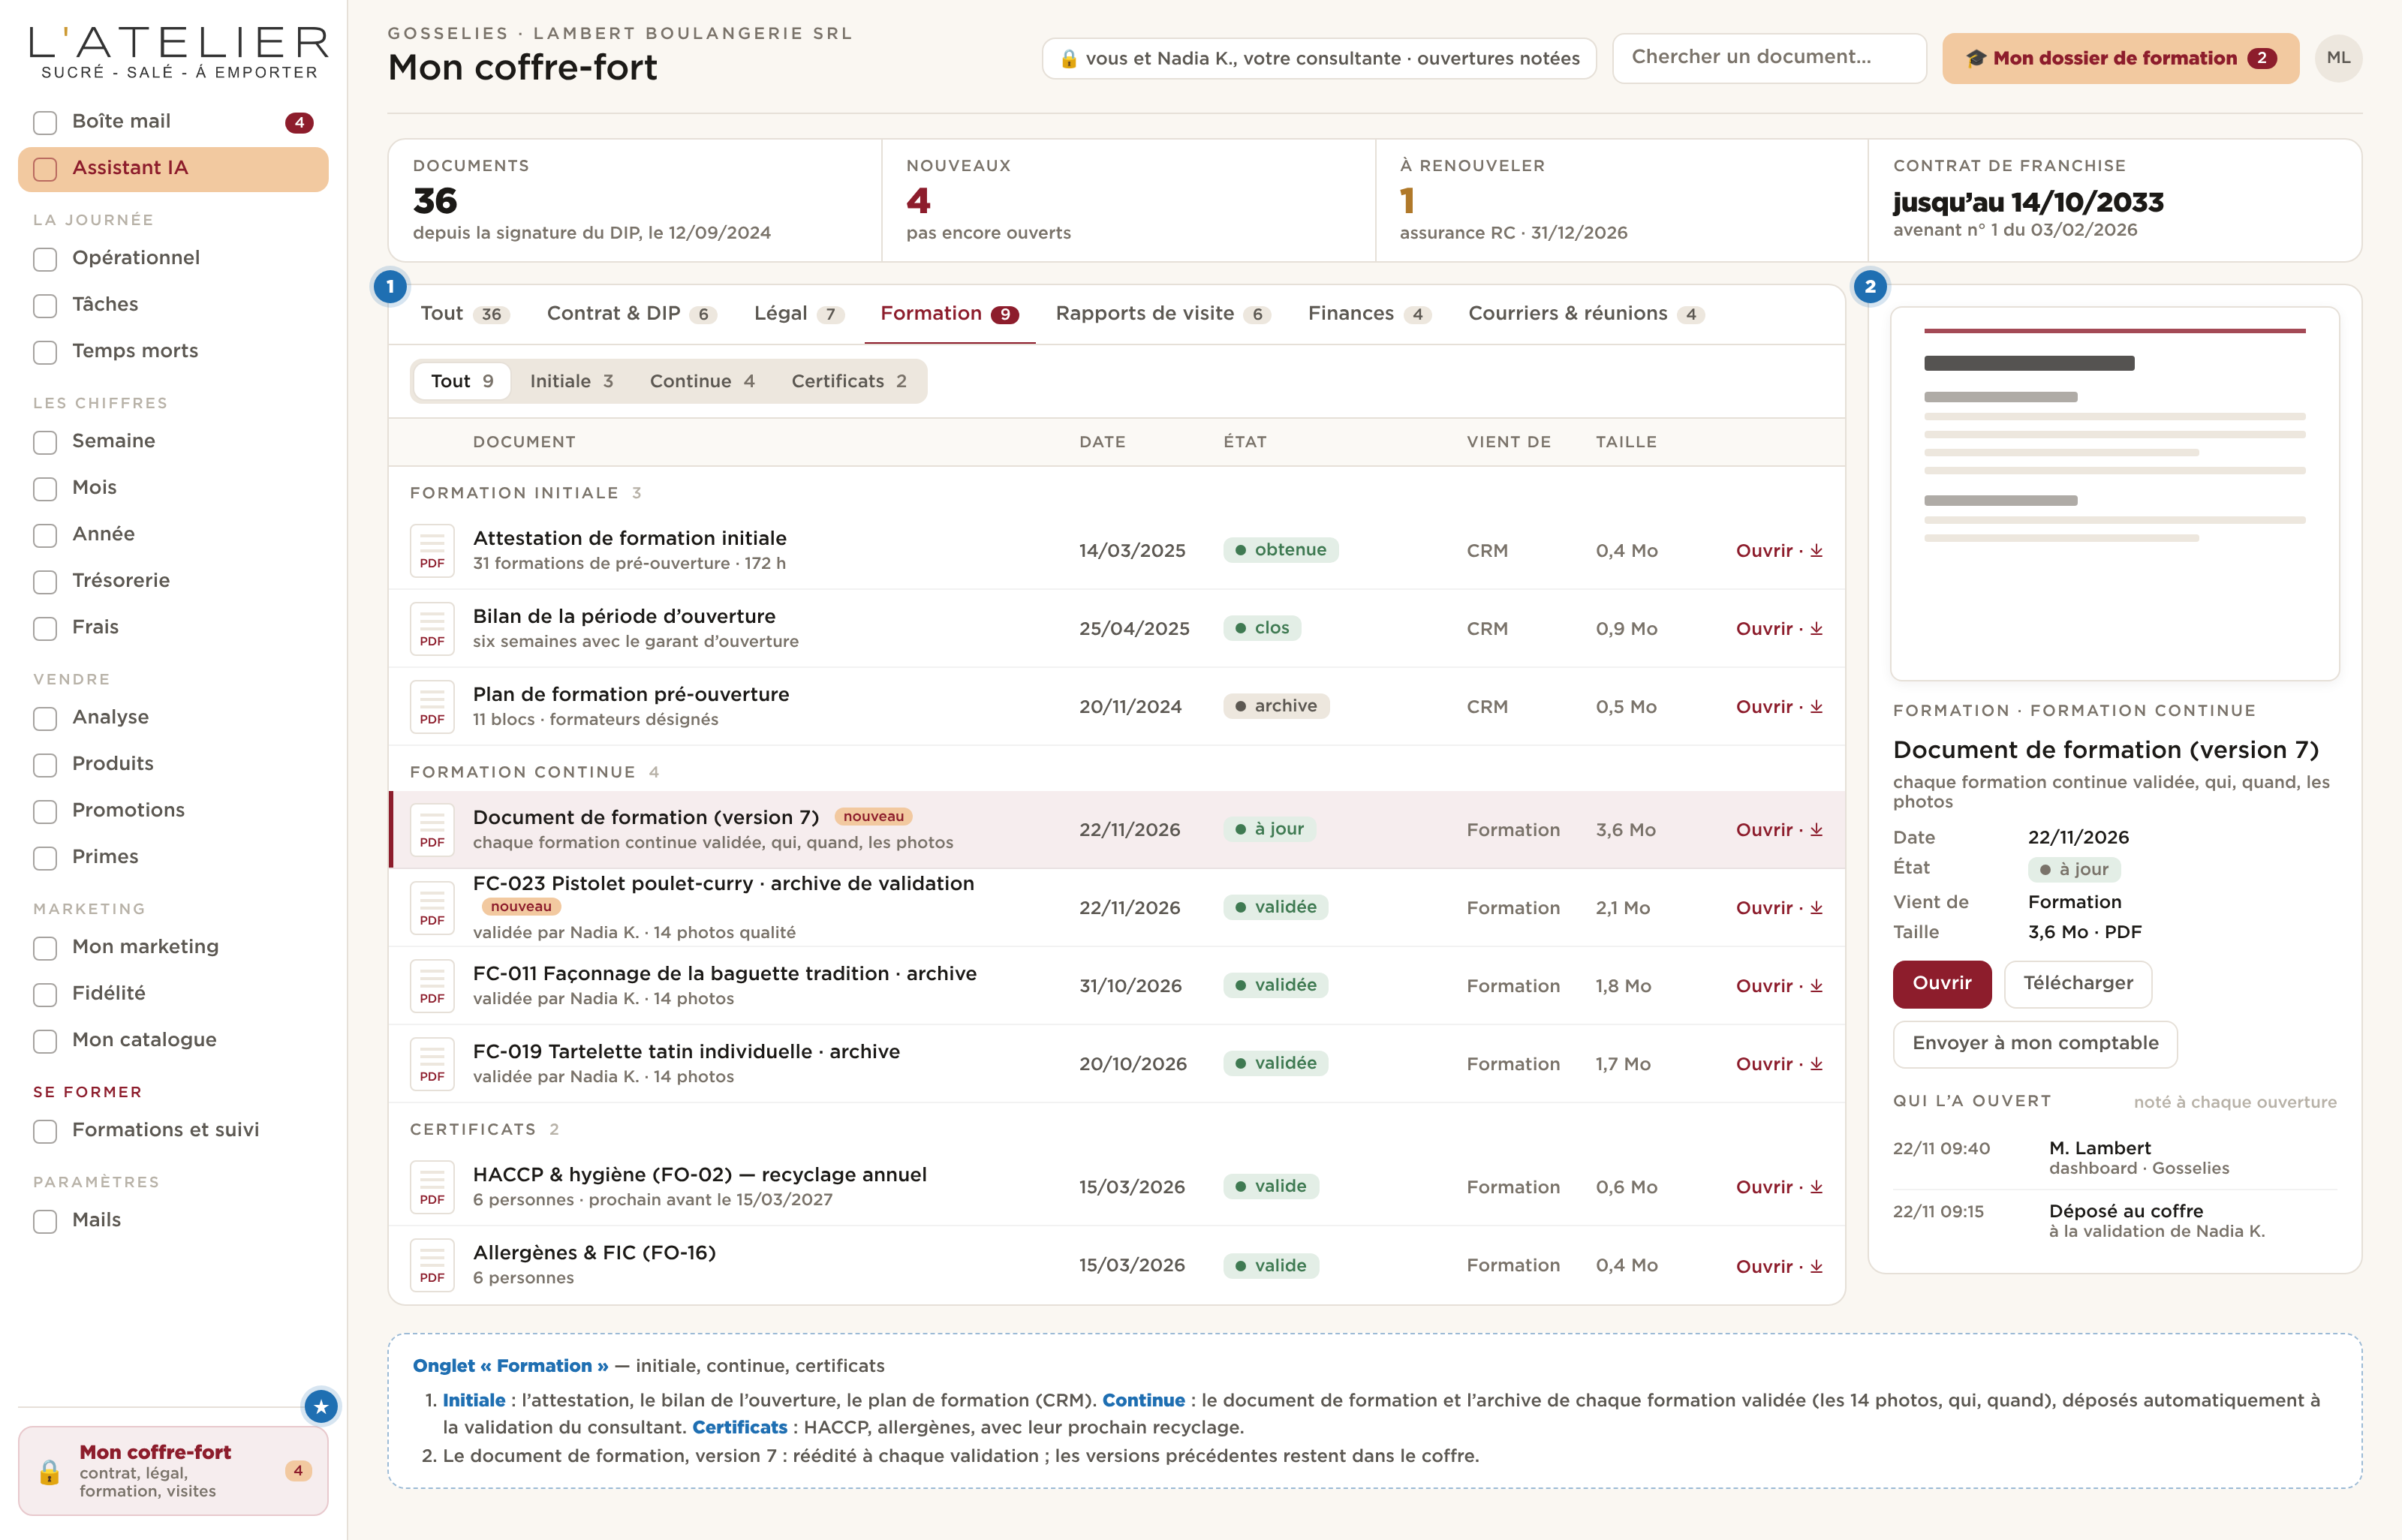 L'ATELIER
SUCRÉ - SALÉ - Á EMPORTER
Boîte mail 4
Assistant IA
LA JOURNÉE
Opérationnel
Tâches
Temps morts
LES CHIFFRES
Semaine
Mois
Année
Trésorerie
Frais
VENDRE
Analyse
Produits
Promotions
Primes
MARKETING
Mon marketing
Fidélité
Mon catalogue
SE FORMER
Formations et suivi
PARAMÈTRES
Mails
★
🔒 Mon coffre-fort 4
contrat, légal,
formation, visites
GOSSELIES · LAMBERT BOULANGERIE SRL
Mon coffre-fort
🔒 vous et Nadia K., votre consultante · ouvertures notées
Chercher un document...
🎓 Mon dossier de formation 2
ML
DOCUMENTS
36
depuis la signature du DIP, le 12/09/2024
NOUVEAUX
4
pas encore ouverts
À RENOUVELER
1
assurance RC · 31/12/2026
CONTRAT DE FRANCHISE
jusqu’au 14/10/2033
avenant n° 1 du 03/02/2026
1
Tout 36 Contrat & DIP 6 Légal 7 Formation 9 Rapports de visite 6 Finances 4 Courriers & réunions 4
Tout 9 Initiale 3 Continue 4 Certificats 2
DOCUMENT DATE ÉTAT VIENT DE TAILLE
FORMATION INITIALE 3
PDF Attestation de formation initiale 14/03/2025 obtenue CRM 0,4 Mo Ouvrir ·
31 formations de pré-ouverture · 172 h
PDF Bilan de la période d’ouverture 25/04/2025 clos CRM 0,9 Mo Ouvrir ·
six semaines avec le garant d’ouverture
PDF Plan de formation pré-ouverture 20/11/2024 archive CRM 0,5 Mo Ouvrir ·
11 blocs · formateurs désignés
FORMATION CONTINUE 4
PDF Document de formation (version 7) nouveau 22/11/2026 à jour Formation 3,6 Mo Ouvrir ·
chaque formation continue validée, qui, quand, les photos
PDF FC-023 Pistolet poulet-curry · archive de validation 22/11/2026 validée Formation 2,1 Mo Ouvrir ·
nouveau
validée par Nadia K. · 14 photos qualité
PDF FC-011 Façonnage de la baguette tradition · archive 31/10/2026 validée Formation 1,8 Mo Ouvrir ·
validée par Nadia K. · 14 photos
PDF FC-019 Tartelette tatin individuelle · archive 20/10/2026 validée Formation 1,7 Mo Ouvrir ·
validée par Nadia K. · 14 photos
CERTIFICATS 2
PDF HACCP & hygiène (FO-02) — recyclage annuel 15/03/2026 valide Formation 0,6 Mo Ouvrir ·
6 personnes · prochain avant le 15/03/2027
PDF Allergènes & FIC (FO-16) 15/03/2026 valide Formation 0,4 Mo Ouvrir ·
6 personnes
2
FORMATION · FORMATION CONTINUE
Document de formation (version 7)
chaque formation continue validée, qui, quand, les
photos
Date 22/11/2026
État à jour
Vient de Formation
Taille 3,6 Mo · PDF
Ouvrir Télécharger
Envoyer à mon comptable
QUI L’A OUVERT noté à chaque ouverture
22/11 09:40 M. Lambert
dashboard · Gosselies
22/11 09:15 Déposé au coffre
à la validation de Nadia K.
Onglet « Formation » — initiale, continue, certificats
1. Initiale : l’attestation, le bilan de l’ouverture, le plan de formation (CRM). Continue : le document de formation et l’archive de chaque formation validée (les 14 photos, qui, quand), déposés automatiquement à
la validation du consultant. Certificats : HACCP, allergènes, avec leur prochain recyclage.
2. Le document de formation, version 7 : réédité à chaque validation ; les versions précédentes restent dans le coffre.